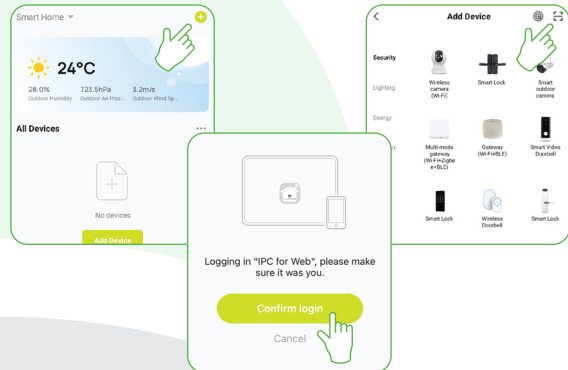 Smart Home
24°C
28.0% 723.5hPa 3.2m/s
Outdoor Humidity Outdoor Air Pres... Outdoor Wind Sp...
All Devices
No devices
Add Device
Logging in "IPC for Web", please make
sure it was you.
Confirm login
Cancel
Add Device
Security
Lighting
Energy
Wireless
camera
(Wi-Fi)
Smart Lock
Smart
outdoor
camera
Multi-mode
gateway
(Wi-Fi+Zigbe
e+BLE)
Gateway
(Wi-Fi+BLE)
Smart Video
Doorbell
Smart Lock
Wireless
Doorbell
Smart Lock